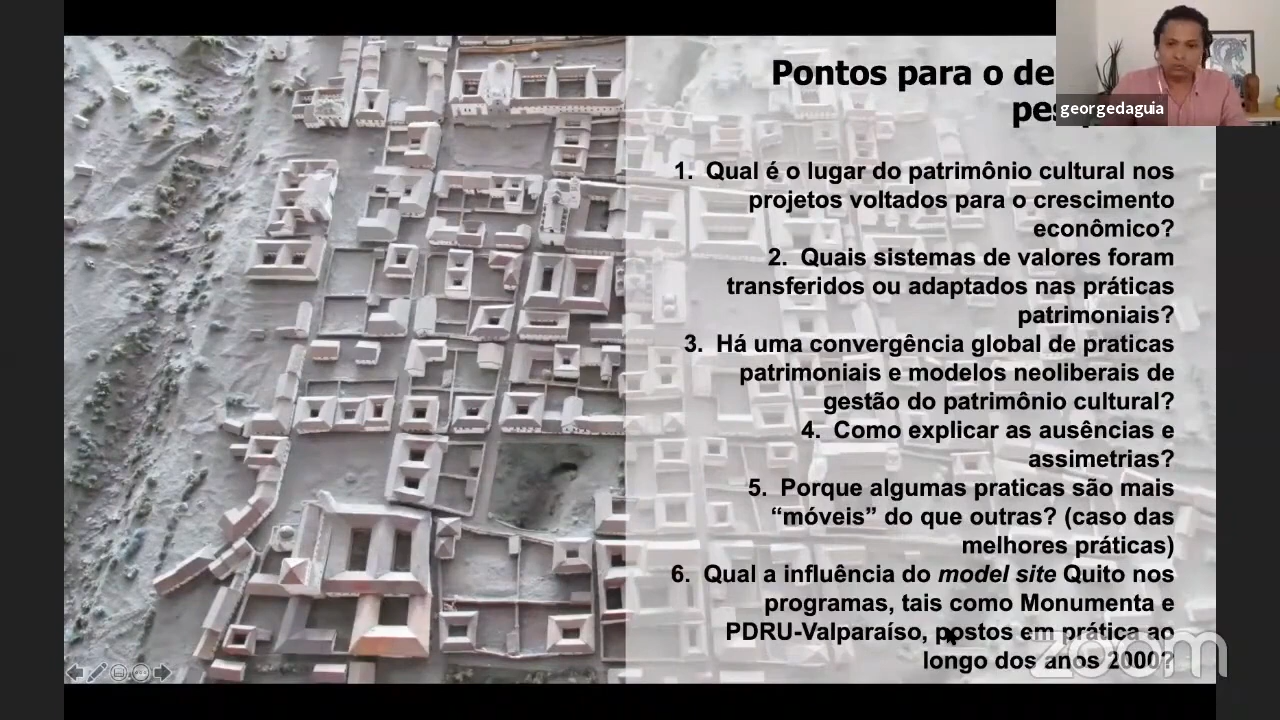 Pontos para o de
pes
georgedaguia
1. Qual é o lugar do patrimônio cultural nos
projetos voltados para o crescimento
econômico?
2. Quais sistemas de valores foram
transferidos ou adaptados nas práticas
patrimoniais?
3. Há uma convergência global de praticas
patrimoniais e modelos neoliberais de
gestão do patrimônio cultural?
4. Como explicar as ausências e
assimetrias?
5. Porque algumas praticas são mais
“móveis” do que outras? (caso das
melhores práticas)
6. Qual a influência do model site Quito nos
programas, tais como Monumenta e
PDRU-Valparaíso, postos em prática ao
longo dos anos 2000?
zoom